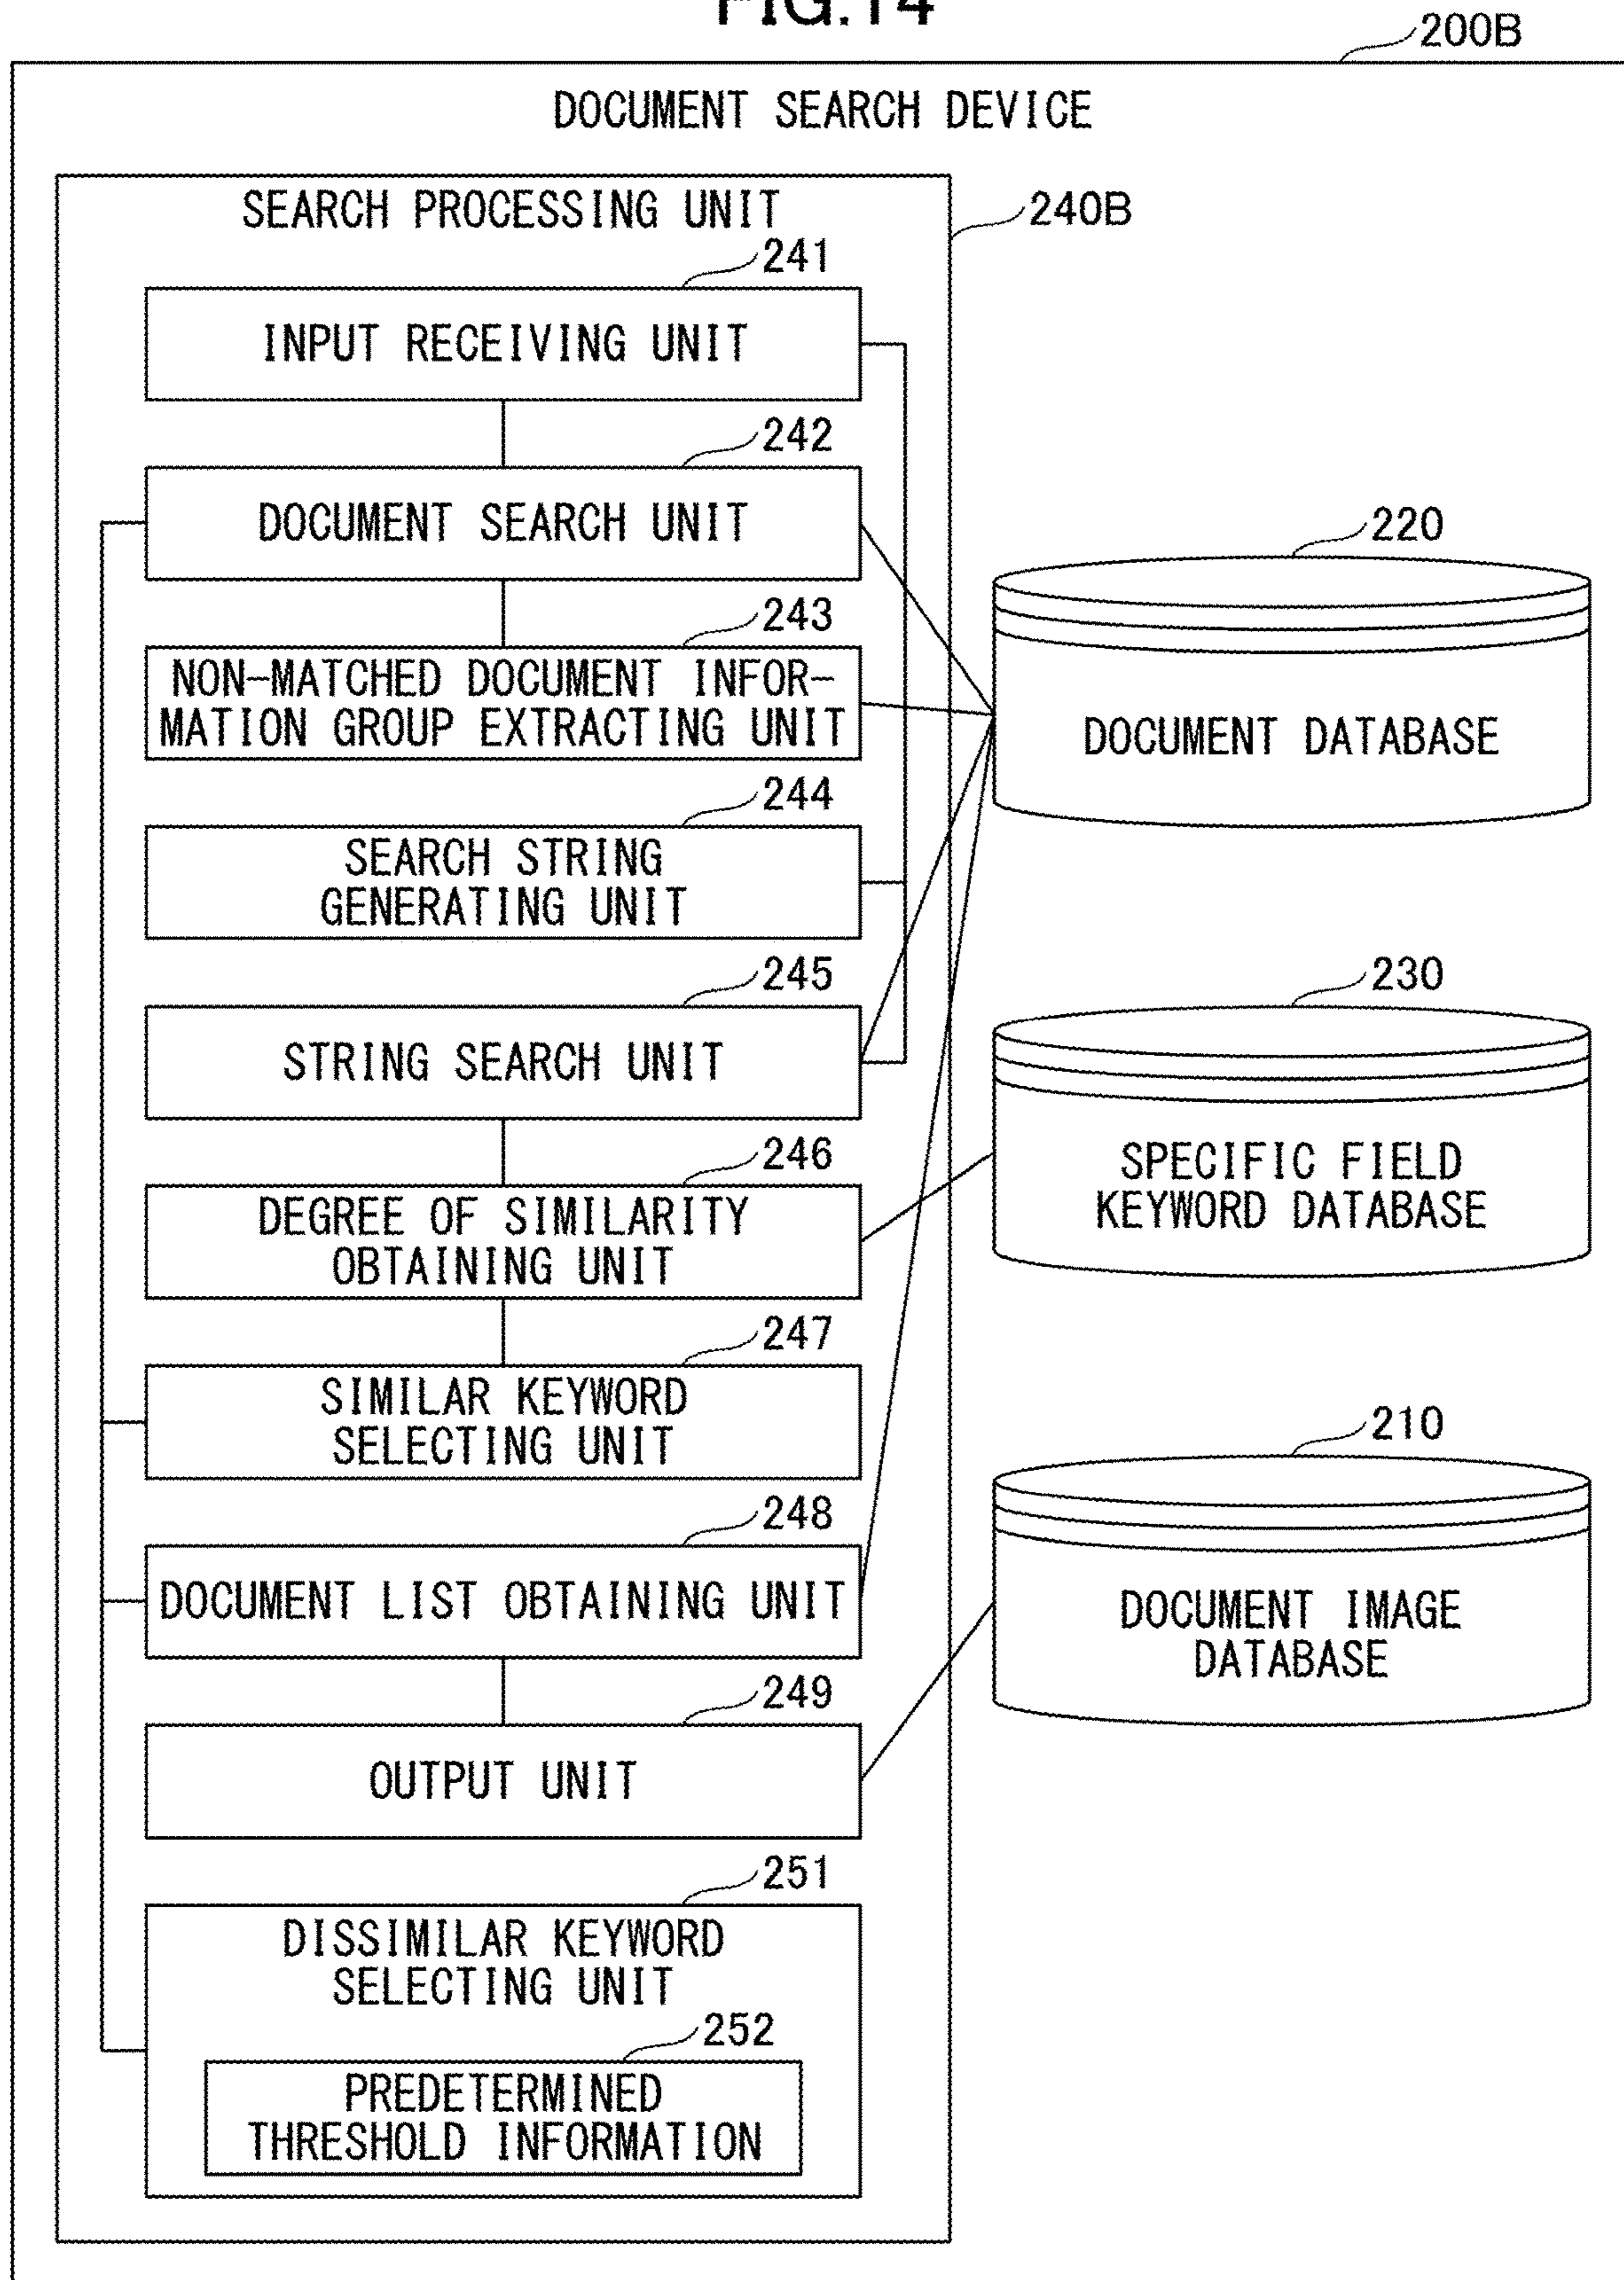 FIG.14
200B
DOCUMENT SEARCH DEVICE
SEARCH PROCESSING UNIT
240B
241
INPUT RECEIVING UNIT
242
DOCUMENT SEARCH UNIT
243
NON-MATCHED DOCUMENT INFOR-
MATION GROUP EXTRACTING UNIT
244
SEARCH STRING
GENERATING UNIT
245
STRING SEARCH UNIT
246
DEGREE OF SIMILARITY
OBTAINING UNIT
247
SIMILAR KEYWORD
SELECTING UNIT
248
DOCUMENT LIST OBTAINING UNIT
249
OUTPUT UNIT
251
DISSIMILAR KEYWORD
SELECTING UNIT
252
PREDETERMINED
THRESHOLD INFORMATION
220
DOCUMENT DATABASE
230
SPECIFIC FIELD
KEYWORD DATABASE
210
DOCUMENT IMAGE
DATABASE